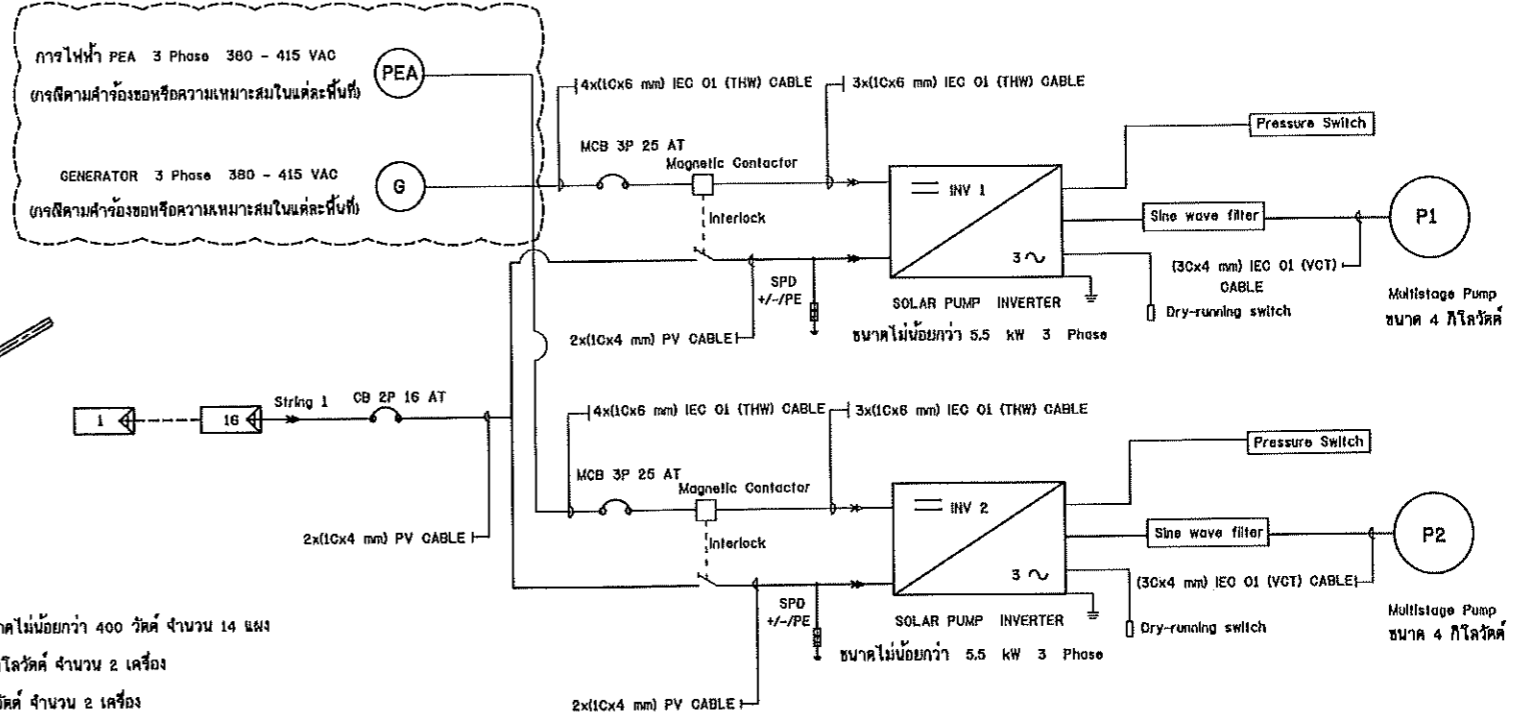 การไฟฟ้า PEA 3 Phase 380 - 415 VAC
(กรณีตามคำร้องขอหรือความเหมาะสมในแต่ละพื้นที่)
PEA
GENERATOR 3 Phase 380 - 415 VAC
(กรณีตามคำร้องขอหรือความเหมาะสมในแต่ละพื้นที่)
G
4x(1Cx6 mm) IEC 01 (THW) CABLE
3x(1Cx6 mm) IEC 01 (THW) CABLE
MCB 3P 25 AT
Magnetic Contactor
Interlock
INV 1
3
Pressure Switch
Sine wave filter
P1
(3Cx4 mm) IEC 01 (VCT)
CABLE
SPD
+/-/PE
SOLAR PUMP INVERTER
ขนาดไม่น้อยกว่า 5.5 kW 3 Phase
Dry-running switch
Multistage Pump
ขนาด 4 กิโลวัตต์
2x(1Cx4 mm) PV CABLE
1
16
String 1
CB 2P 16 AT
4x(1Cx6 mm) IEC 01 (THW) CABLE
3x(1Cx6 mm) IEC 01 (THW) CABLE
MCB 3P 25 AT
Magnetic Contactor
Interlock
INV 2
3
Pressure Switch
Sine wave filter
P2
2x(1Cx4 mm) PV CABLE
(3Cx4 mm) IEC 01 (VCT) CABLE
SPD
+/-/PE
SOLAR PUMP INVERTER
ขนาดไม่น้อยกว่า 5.5 kW 3 Phase
Dry-running switch
Multistage Pump
ขนาด 4 กิโลวัตต์
ไม่น้อยกว่า 400 วัตต์ จำนวน 14 แผง
จำนวน 2 เครื่อง
จำนวน 2 เครื่อง
2x(1Cx4 mm) PV CABLE